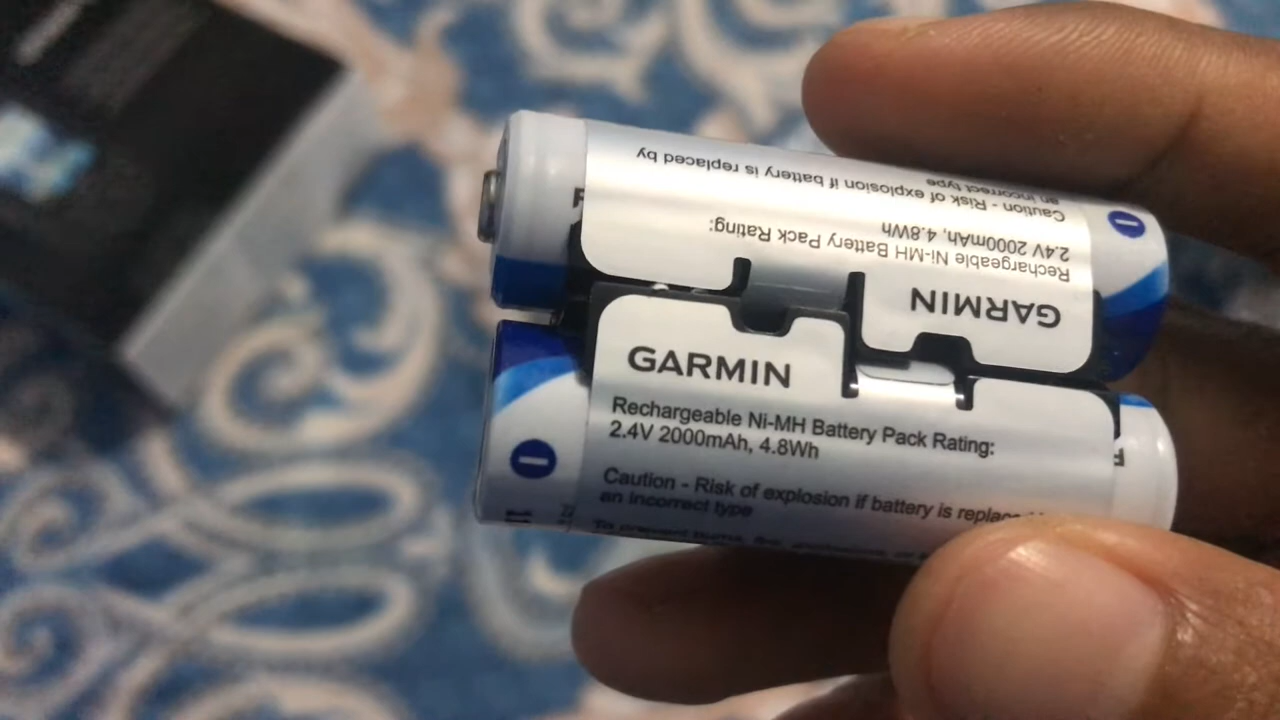 GARMIN
Rechargeable Ni-MH Battery Pack Rating:
2.4V 2000mAh, 4.8Wh
Caution - Risk of explosion if battery is replaced by
an incorrect type
GARMIN
Rechargeable Ni-MH Battery Pack Rating:
2.4V 2000mAh, 4.8Wh
Caution - Risk of explosion if battery is
an incorrect type
To prevent